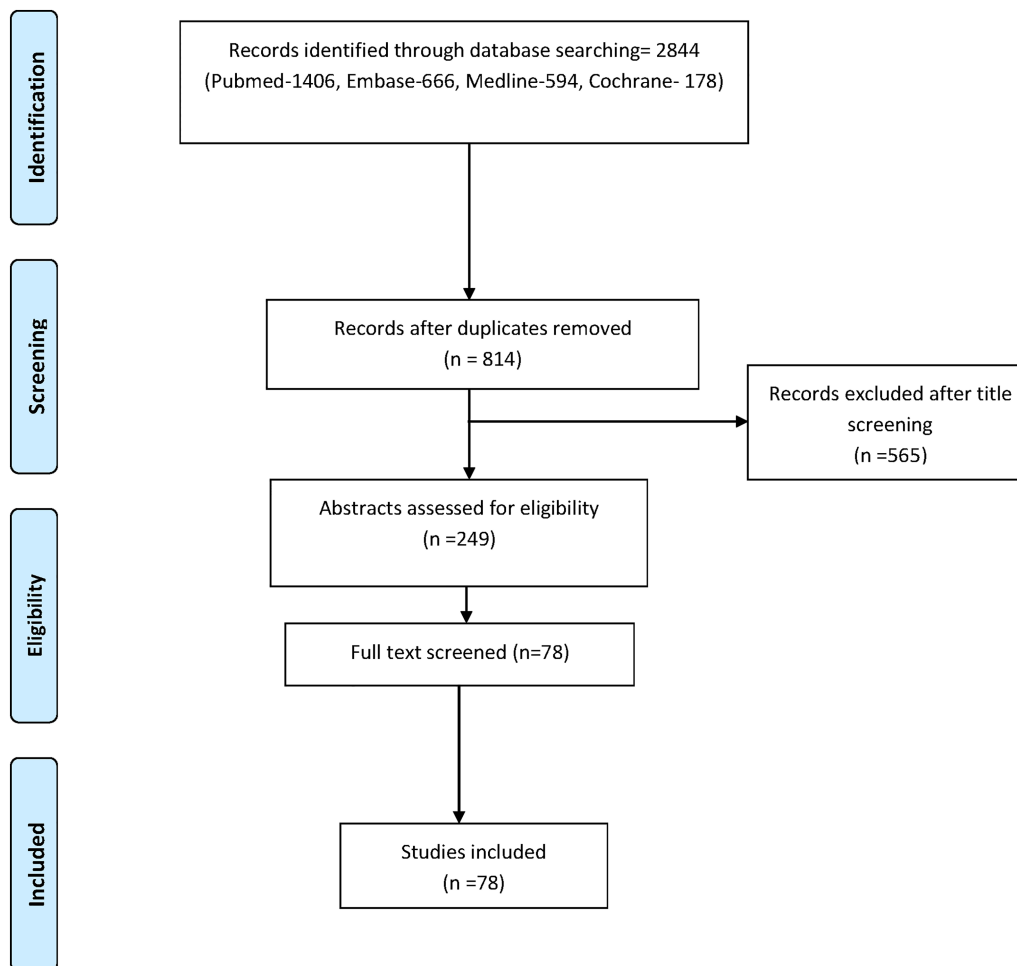 Identification
Records identified through database searching= 2844
(Pubmed-1406, Embase-666, Medline-594, Cochrane- 178)
Screening
Records after duplicates removed
(n = 814)
Records excluded after title
screening
(n =565)
Eligibility
Abstracts assessed for eligibility
(n =249)
Full text screened (n=78)
Included
Studies included
(n =78)